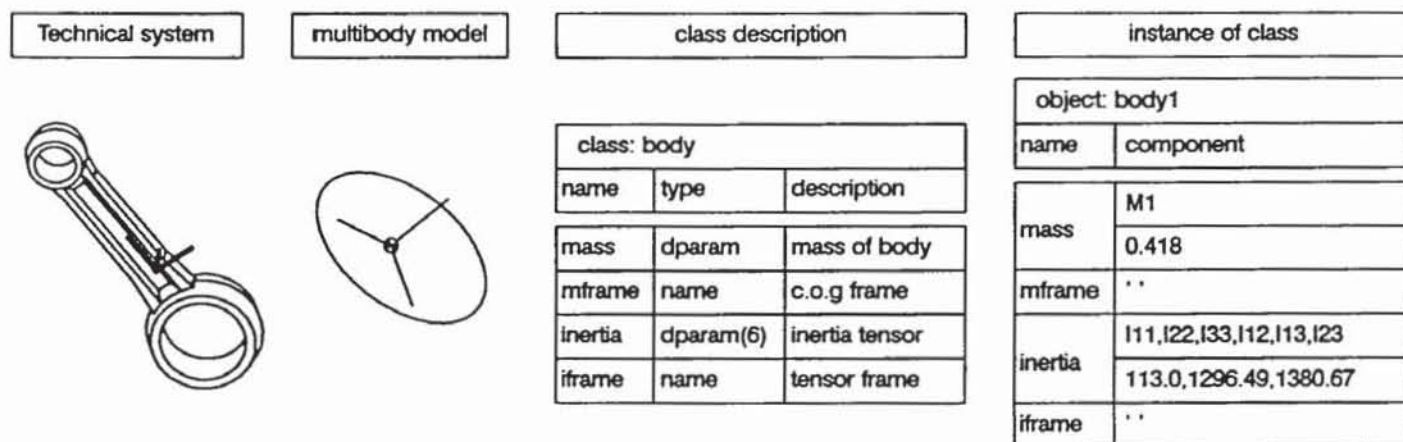 Technical system
multibody model
class description
instance of class
class: body
name type description
mass dparam mass of body
mframe name c.o.g frame
inertia dparam(6) inertia tensor
iframe name tensor frame
object: body1
name component
mass M1
0.418
mframe ' '
inertia I11,I22,I33,I12,I13,I23
113.0,1296.49,1380.67
iframe ' '